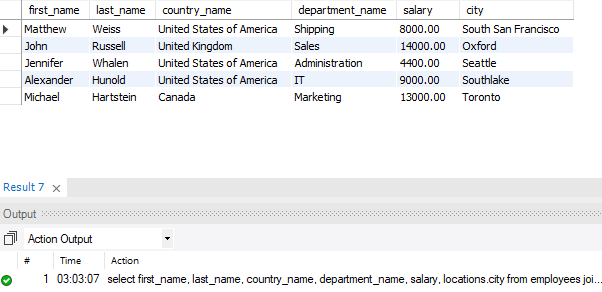 first_name last_name country_name department_name salary city
Matthew Weiss United States of America Shipping 8000.00 South San Francisco
John Russell United Kingdom Sales 14000.00 Oxford
Jennifer Whalen United States of America Administration 4400.00 Seattle
Alexander Hunold United States of America IT 9000.00 Southlake
Michael Hartstein Canada Marketing 13000.00 Toronto
Result 7
Output
Action Output
# Time Action
1 03:03:07 select first_name, last_name, country_name, department_name, salary, locations.city from employees joi...